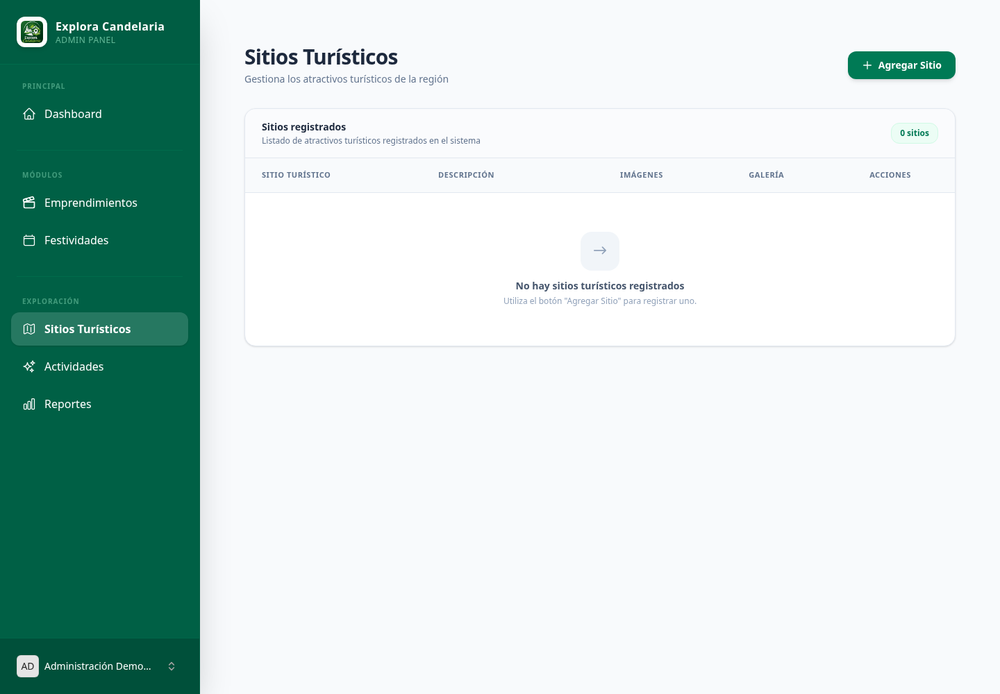 Explora Candelaria
ADMIN PANEL
PRINCIPAL
Dashboard
MÓDULOS
Emprendimientos
Festividades
EXPLORACIÓN
Sitios Turísticos
Actividades
Reportes
AD
Administración Demo...
Sitios Turísticos
Gestiona los atractivos turísticos de la región
Agregar Sitio
Sitios registrados
Listado de atractivos turísticos registrados en el sistema
0 sitios
SITIO TURÍSTICO DESCRIPCIÓN IMÁGENES GALERÍA ACCIONES
No hay sitios turísticos registrados
Utiliza el botón "Agregar Sitio" para registrar uno.